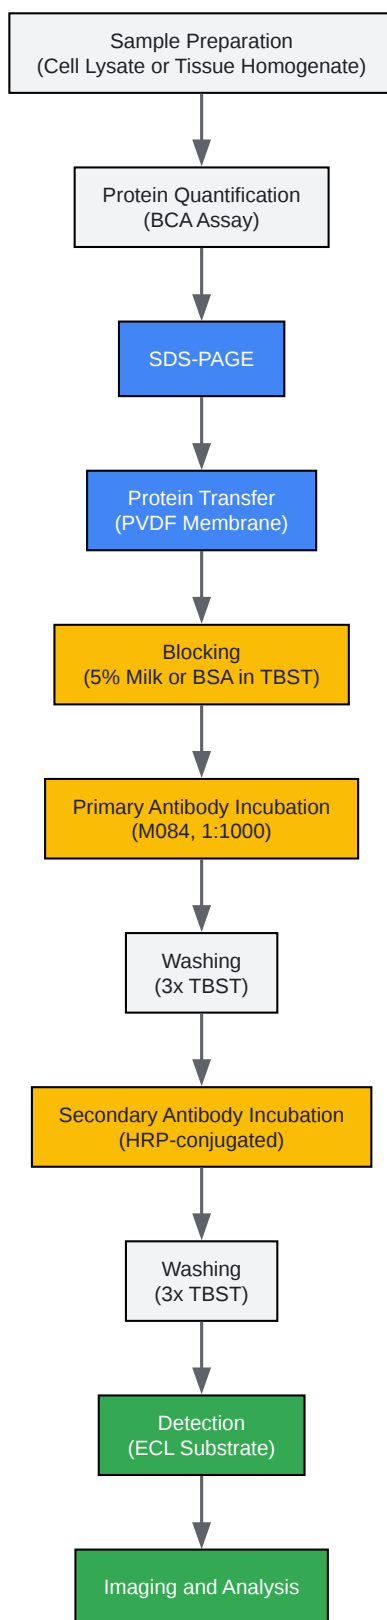 Sample Preparation
(Cell Lysate or Tissue Homogenate)
Protein Quantification
(BCA Assay)
SDS-PAGE
Protein Transfer
(PVDF Membrane)
Blocking
(5% Milk or BSA in TBST)
Primary Antibody Incubation
(M084, 1:1000)
Washing
(3x TBST)
Secondary Antibody Incubation
(HRP-conjugated)
Washing
(3x TBST)
Detection
(ECL Substrate)
Imaging and Analysis